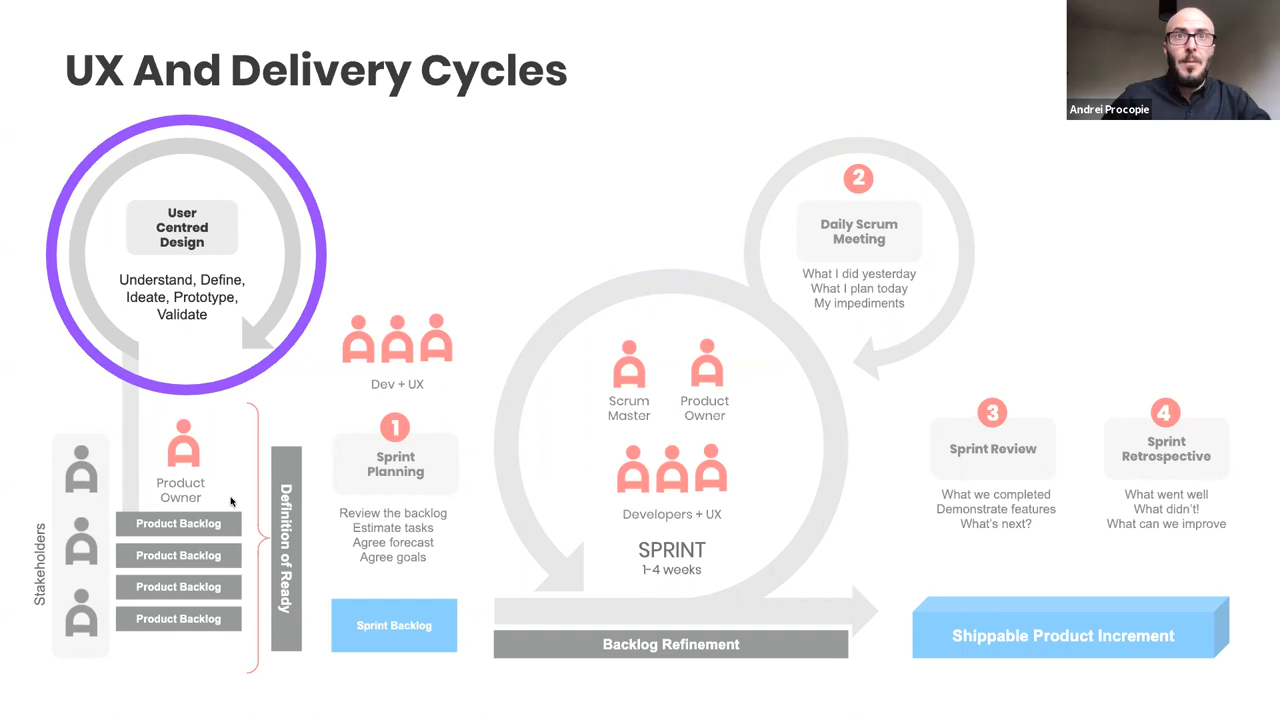 UX And Delivery Cycles
Andrei Procopie
User
Centred
Design
Understand, Define,
Ideate, Prototype,
Validate
Stakeholders
Product
Owner
Product Backlog
Product Backlog
Product Backlog
Product Backlog
Definition of Ready
Dev + UX
1
Sprint
Planning
Review the backlog
Estimate tasks
Agree forecast
Agree goals
Sprint Backlog
Scrum
Master
Product
Owner
Developers + UX
SPRINT
1-4 weeks
Backlog Refinement
2
Daily Scrum
Meeting
What I did yesterday
What I plan today
My impediments
3
Sprint Review
What we completed
Demonstrate features
What's next?
4
Sprint
Retrospective
What went well
What didn't!
What can we improve
Shippable Product Increment